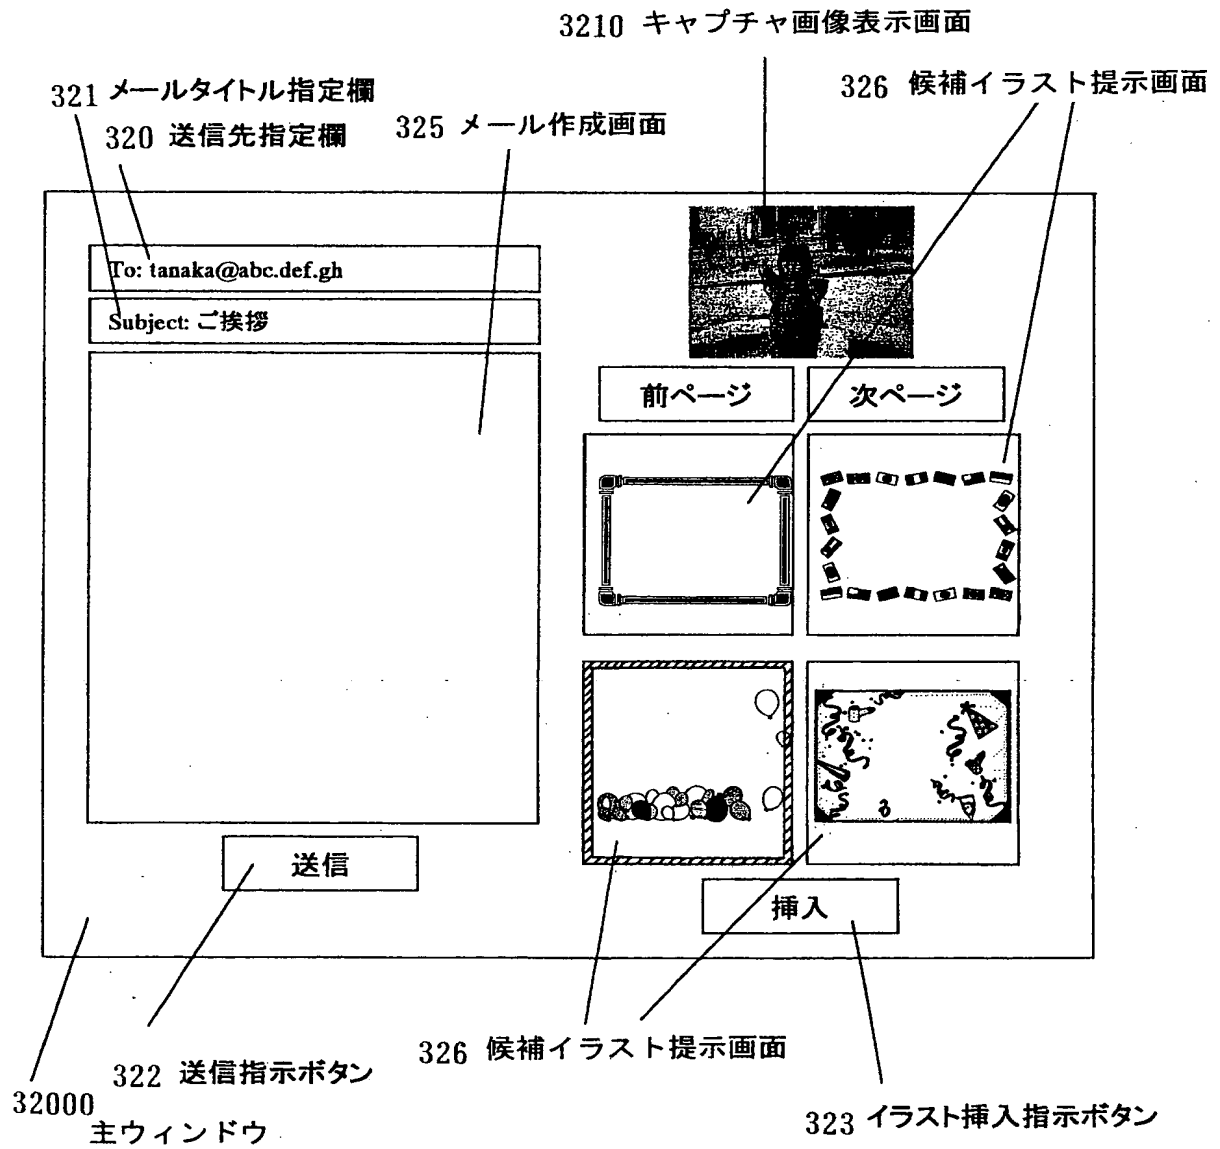 3210 キャプチャ画像表示画面
326 候補イラスト提示画面
321 メールタイトル指定欄
320 送信先指定欄
325 メール作成画面
To: tanaka@abc.def.gh
Subject: ご挨拶
前ページ
次ページ
送信
挿入
326 候補イラスト提示画面
322 送信指示ボタン
32000
主ウィンドウ
323 イラスト挿入指示ボタン